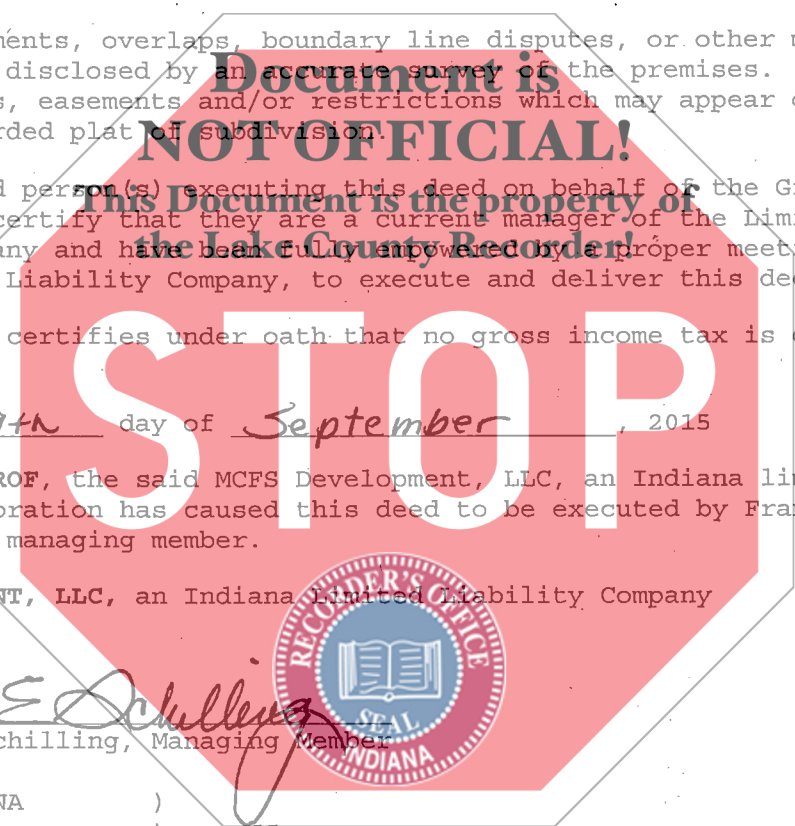 ments, overlaps, boundary line disputes, or other
Document is
disclosed by an accurate survey of the premises.
s, easements and/or restrictions which may appear
NOT OFFICIAL!
rded plat of subdivision.
d person(s) executing this deed on behalf of the G
This Document is the property of
certify that they are a current manager of the Lim
any and have been fully empowered by a proper meet
the Lake County Recorder!
Liability Company, to execute and deliver this de
certifies under oath that no gross income tax is
STOP
th day of September, 2015
ROF, the said MCFS Development, LLC, an Indiana li
oration has caused this deed to be executed by Fra
managing member.
NT, LLC, an Indiana Limited Liability Company
RECORDER'S OFFICE
SEAL
INDIANA
E Schilling
chilling, Managing Member
NA )